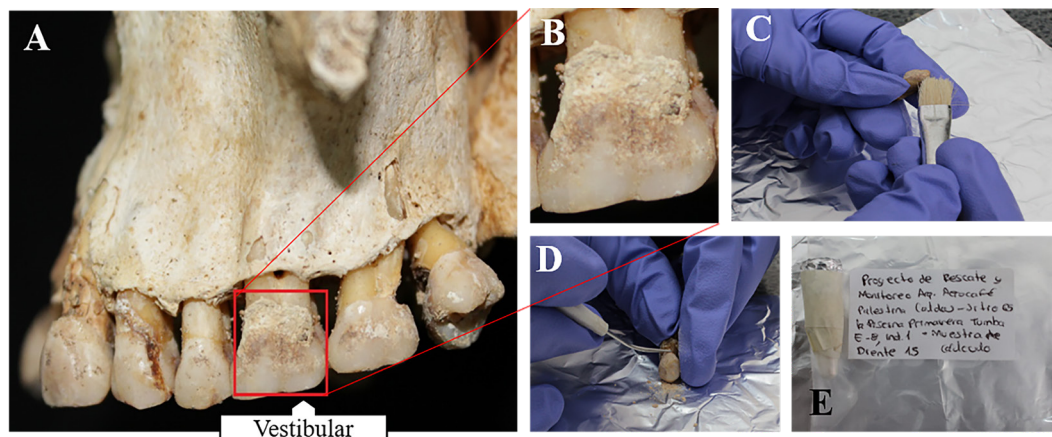 A
B
C
Vestibular
D
E
Proyecto de Rescate y
Monitoreo Arq. Aerocafé
Palestina Caldas - Sitio 05
la Piscina Primavera Tumba
E-8, ind. 1 - Muestra de
Diente 15 cálculo